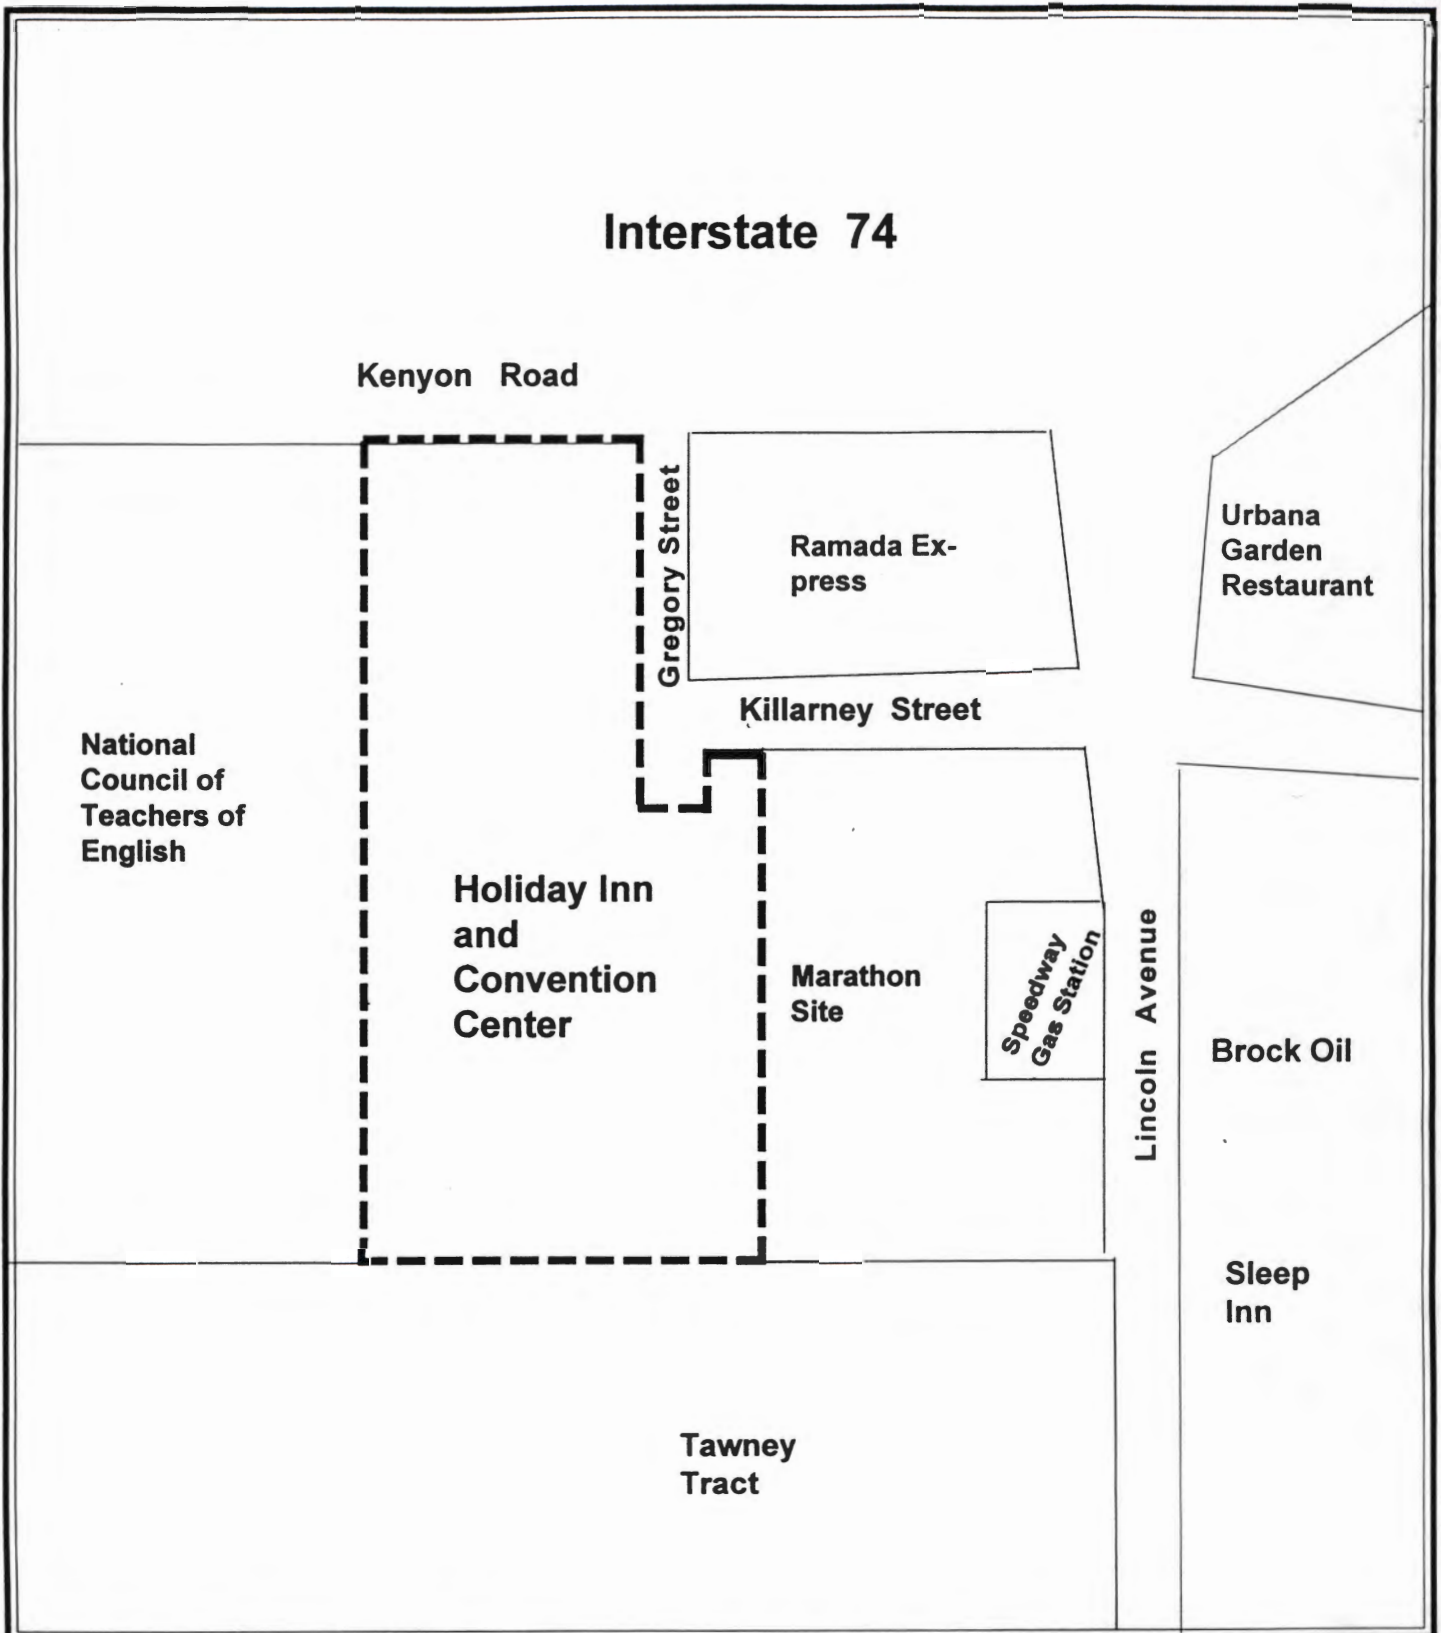 Interstate 74
Kenyon Road
Gregory Street
Ramada Ex-
press
Urbana
Garden
Restaurant
Killarney Street
National
Council of
Teachers of
English
Holiday Inn
and
Convention
Center
Marathon
Site
Speedway
Gas Station
Lincoln Avenue
Brock Oil
Sleep
Inn
Tawney
Tract